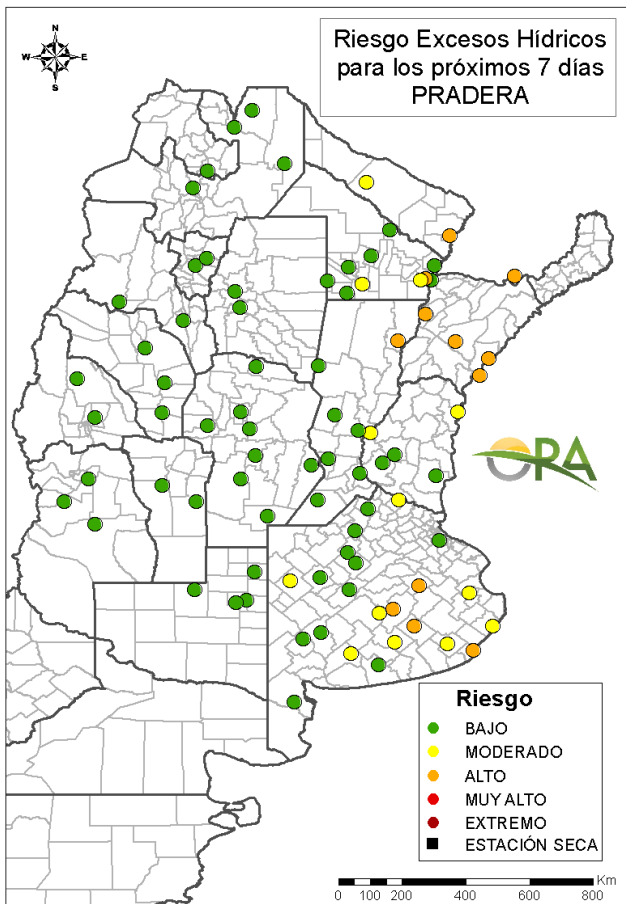 N
W E
S
Riesgo Excesos Hídricos
para los próximos 7 días
PRADERA
OPA
Riesgo
BAJO
MODERADO
ALTO
MUY ALTO
EXTREMO
ESTACIÓN SECA
Km
0 100 200 400 600 800